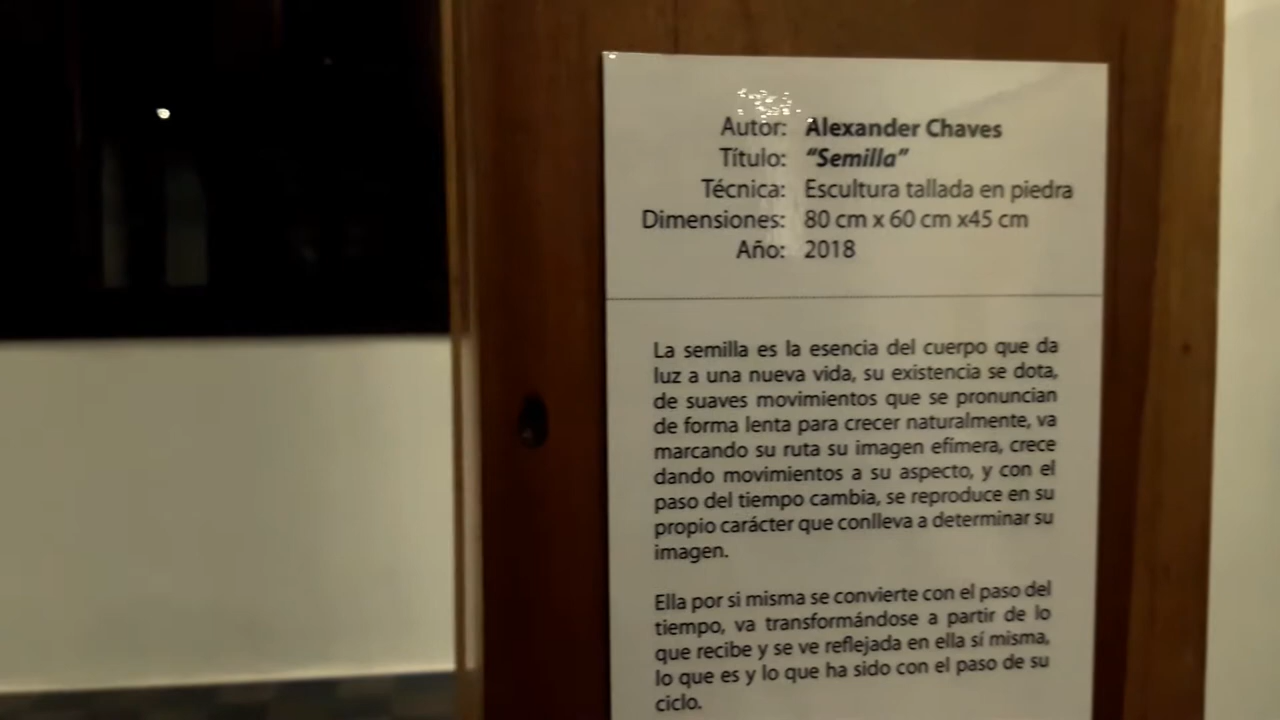 Autor: Alexander Chaves
Título: “Semilla”
Técnica: Escultura tallada en piedra
Dimensiones: 80 cm x 60 cm x45 cm
Año: 2018
La semilla es la esencia del cuerpo que da
luz a una nueva vida, su existencia se dota,
de suaves movimientos que se pronuncian
de forma lenta para crecer naturalmente, va
marcando su ruta su imagen efímera, crece
dando movimientos a su aspecto, y con el
paso del tiempo cambia, se reproduce en su
propio carácter que conlleva a determinar su
imagen.
Ella por si misma se convierte con el paso del
tiempo, va transformándose a partir de lo
que recibe y se ve reflejada en ella sí misma,
lo que es y lo que ha sido con el paso de su
ciclo.